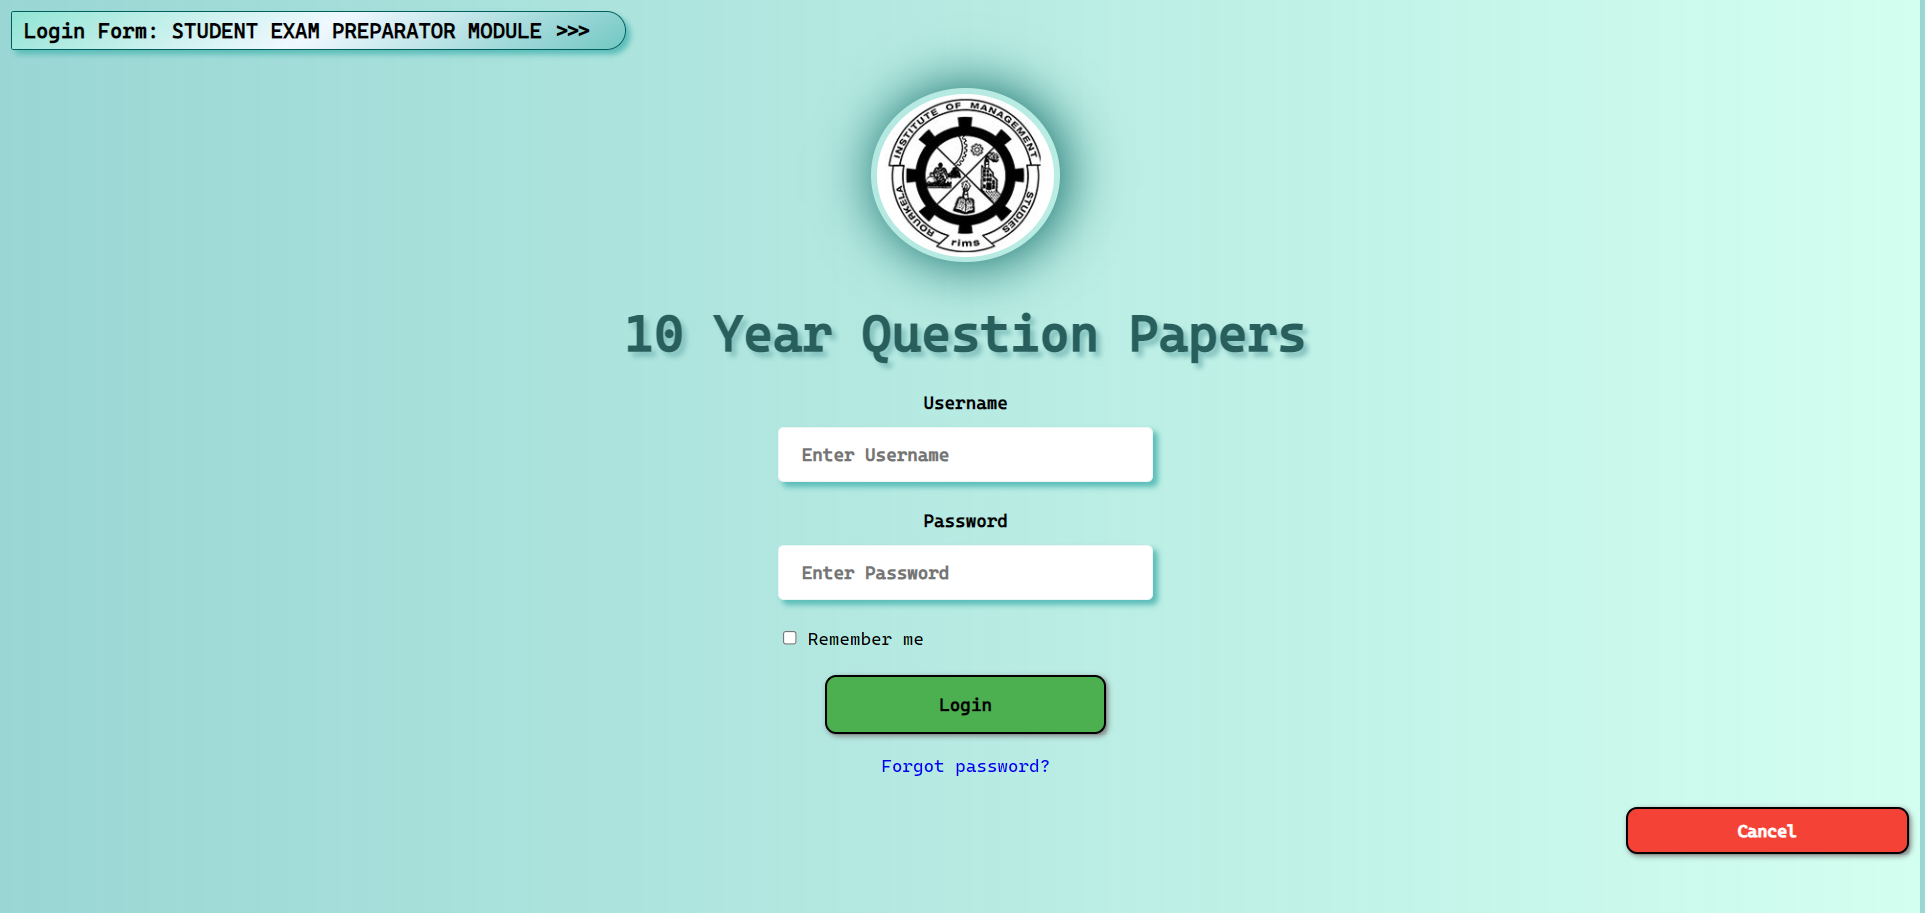 Login Form: STUDENT EXAM PREPARATOR MODULE >>>
INSTITUTE OF MANAGEMENT
ROURKELA
STUDIES
rims
10 Year Question Papers
Username
Enter Username
Password
Enter Password
Remember me
Login
Forgot password?
Cancel